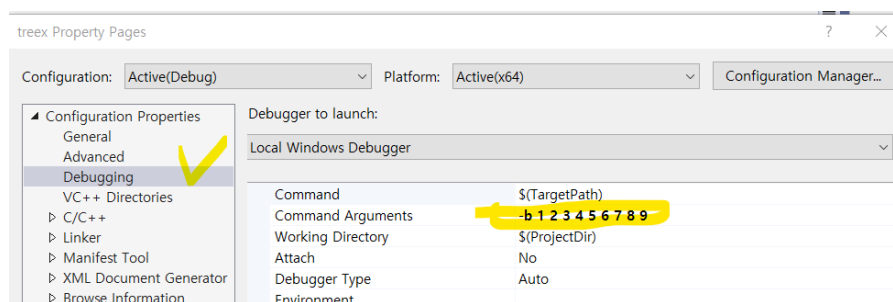 treex Property Pages ? ×
Configuration: Active(Debug) Platform: Active(x64) Configuration Manager...
Configuration Properties
General
Advanced
Debugging
VC++ Directories
C/C++
Linker
Manifest Tool
XML Document Generator
Browse Information
Debugger to launch:
Local Windows Debugger
Command $(TargetPath)
Command Arguments -b 1 2 3 4 5 6 7 8 9
Working Directory $(ProjectDir)
Attach No
Debugger Type Auto
Environment